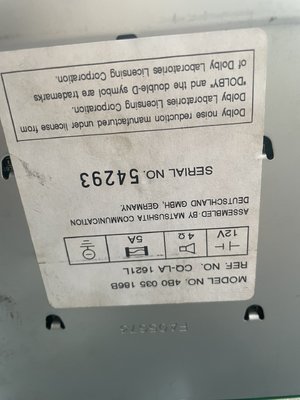 MODEL NO. 4B0 035 186B
REF. NO. CQ-LA 1621L
12V 4Ω 5A
ASSEMBLED BY MATSUSHITA COMMUNICATION
DEUTSCHLAND GMBH, GERMANY.
SERIAL NO. 54293
Dolby noise reduction manufactured under license from
Dolby Laboratories Licensing Corporation.
"DOLBY" and the double-D symbol are trademarks
of Dolby Laboratories Licensing Corporation.